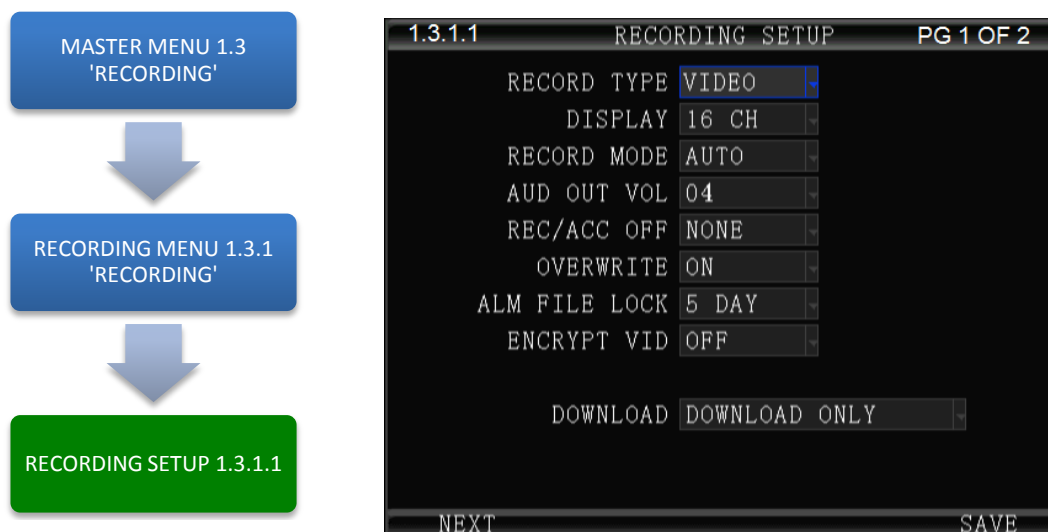 MASTER MENU 1.3
'RECORDING'
RECORDING MENU 1.3.1
'RECORDING'
RECORDING SETUP 1.3.1.1
1.3.1.1 RECORDING SETUP PG 1 OF 2
RECORD TYPE VIDEO
DISPLAY 16 CH
RECORD MODE AUTO
AUD OUT VOL 04
REC/ACC OFF NONE
OVERWRITE ON
ALM FILE LOCK 5 DAY
ENCRYPT VID OFF
DOWNLOAD DOWNLOAD ONLY
NEXT SAVE